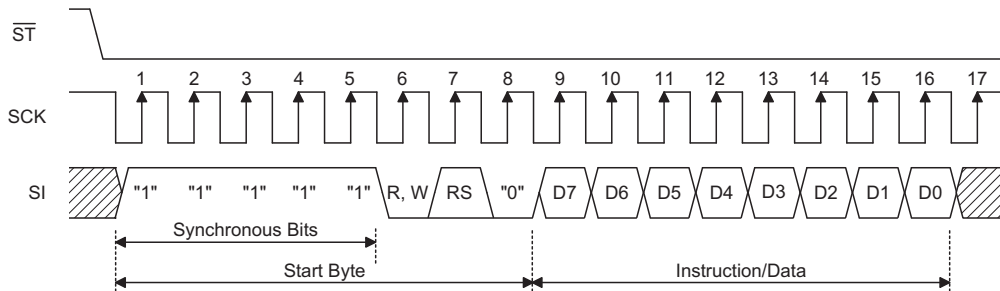 ST
1 2 3 4 5 6 7 8 9 10 11 12 13 14 15 16 17
SCK
SI "1" "1" "1" "1" "1" R, W RS "0" D7 D6 D5 D4 D3 D2 D1 D0
Synchronous Bits
Start Byte Instruction/Data